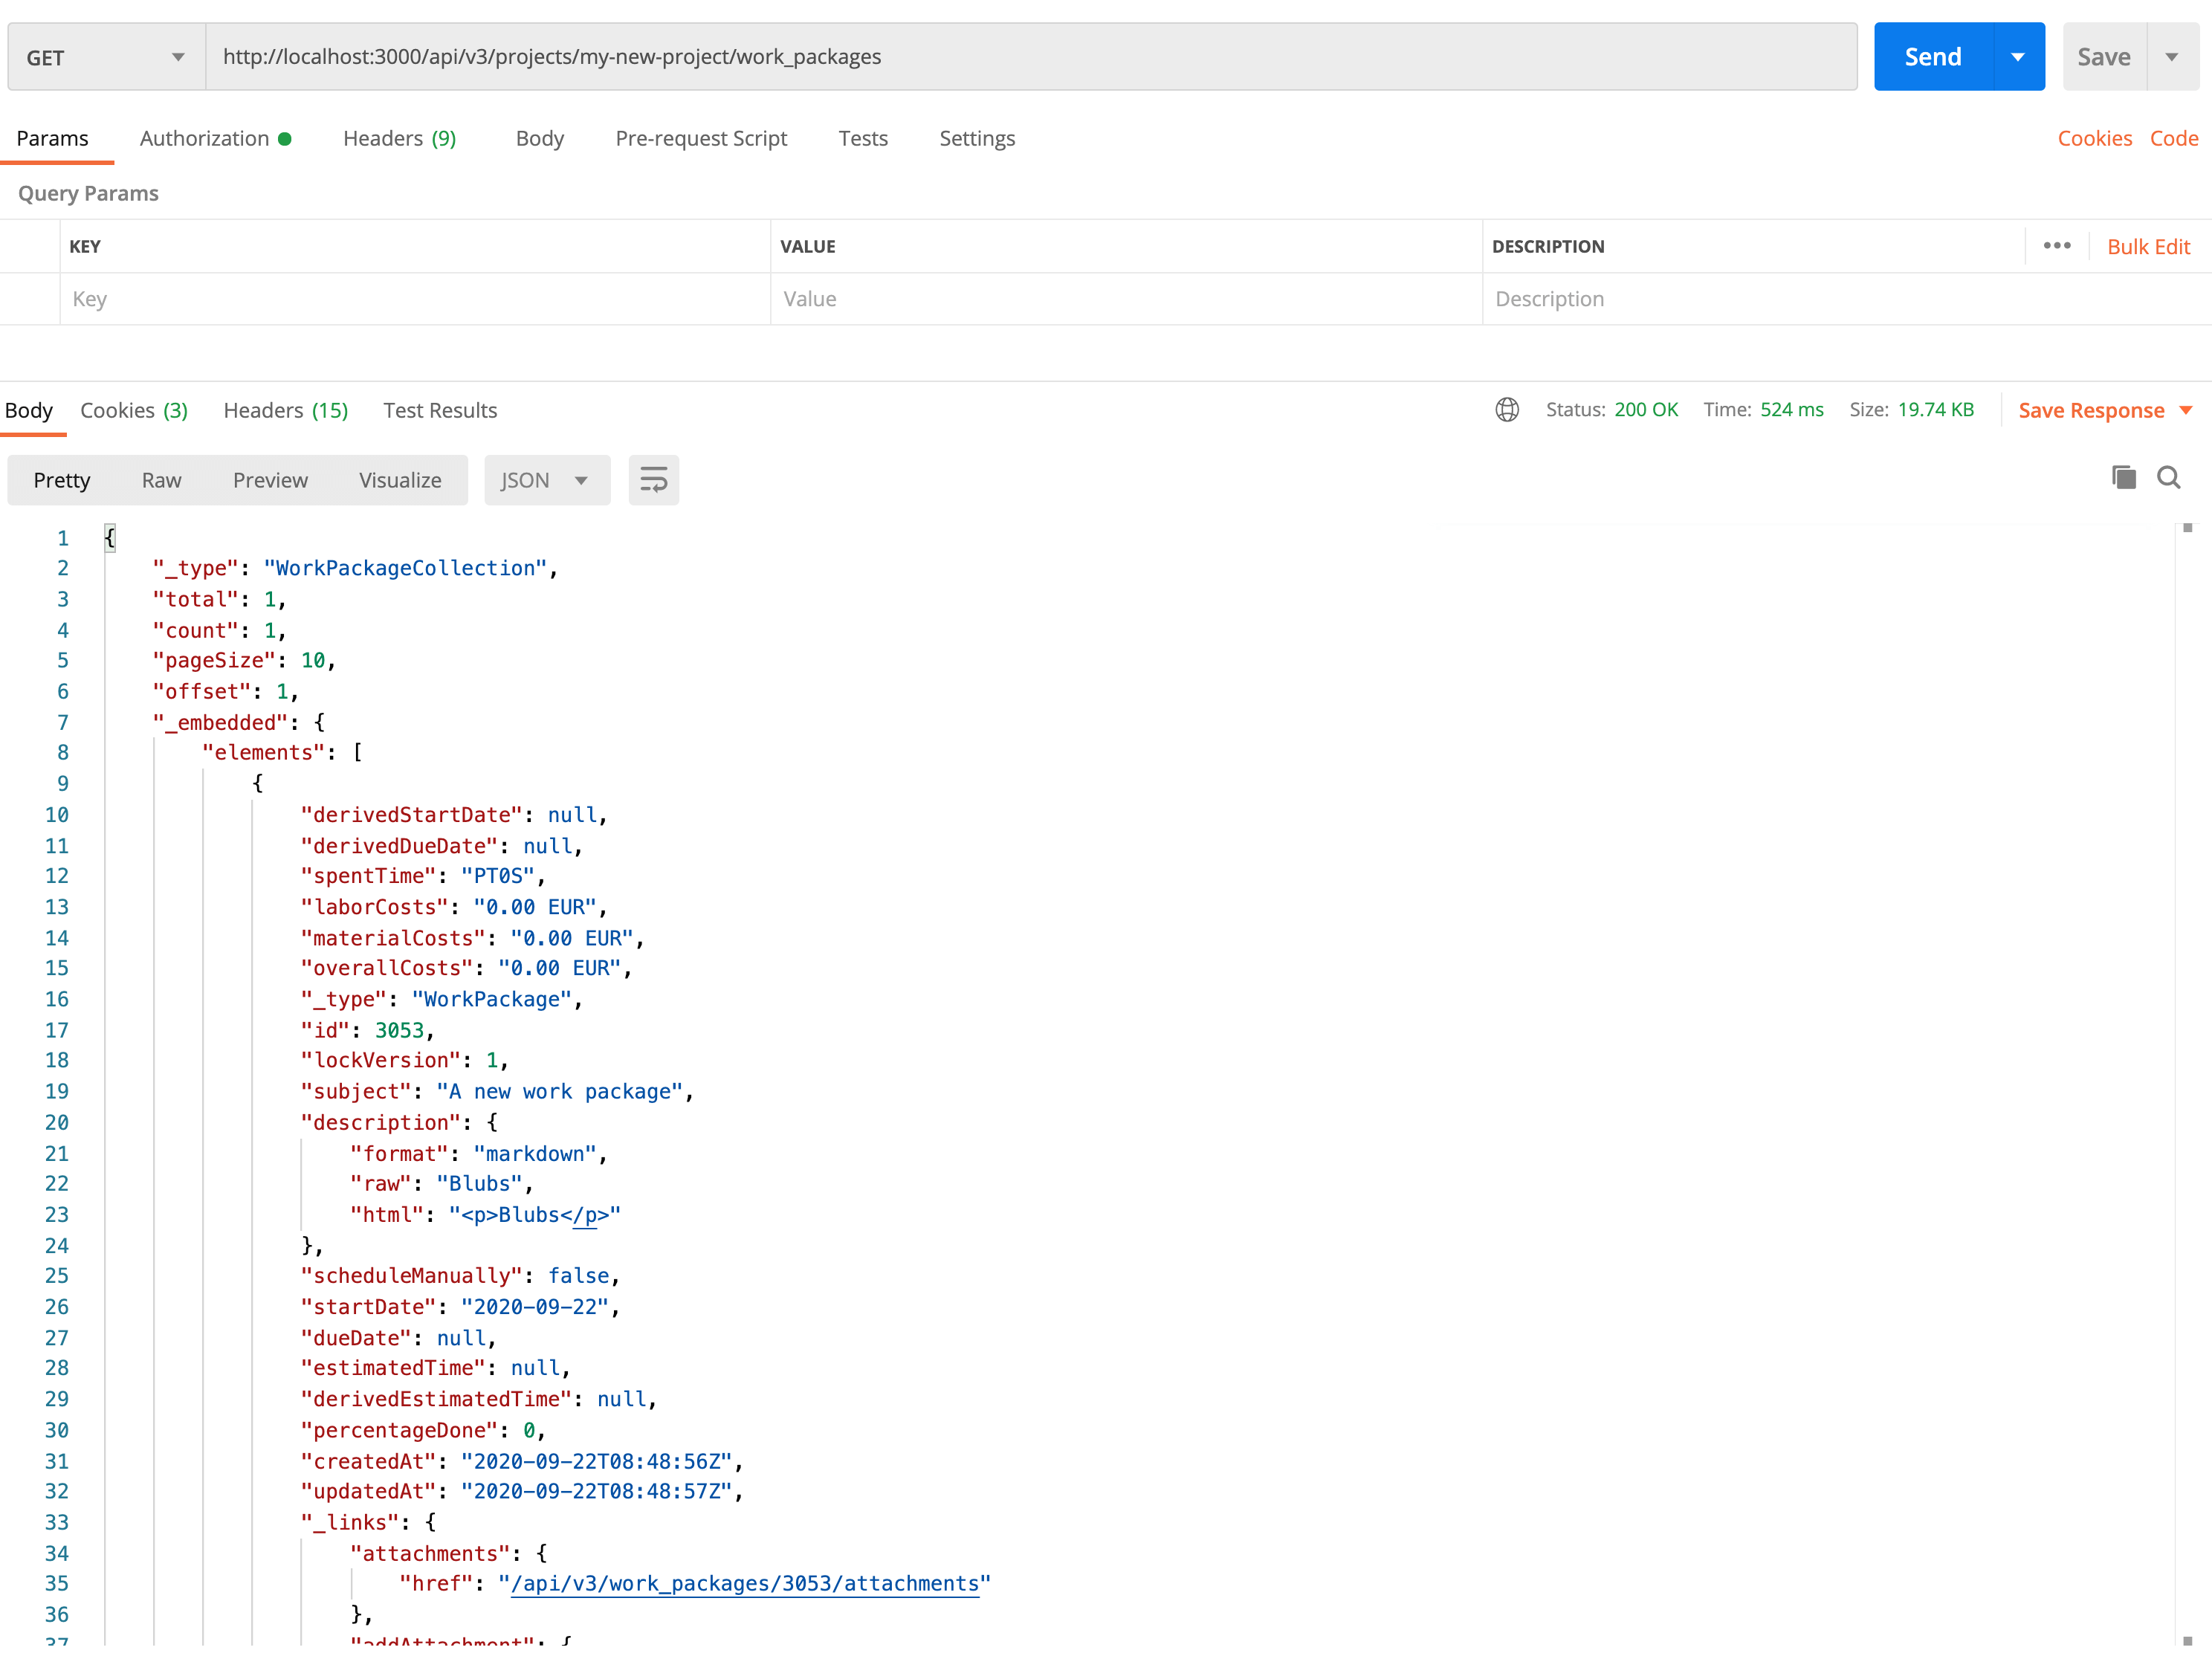 GET http://localhost:3000/api/v3/projects/my-new-project/work_packages Send Save
Params Authorization Headers (9) Body Pre-request Script Tests Settings Cookies Code
Query Params
KEY VALUE DESCRIPTION ••• Bulk Edit
Key Value Description
Body Cookies (3) Headers (15) Test Results Status: 200 OK Time: 524 ms Size: 19.74 KB Save Response
Pretty Raw Preview Visualize JSON
1 {
2 "_type": "WorkPackageCollection",
3 "total": 1,
4 "count": 1,
5 "pageSize": 10,
6 "offset": 1,
7 "_embedded": {
8 "elements": [
9 {
10 "derivedStartDate": null,
11 "derivedDueDate": null,
12 "spentTime": "PT0S",
13 "laborCosts": "0.00 EUR",
14 "materialCosts": "0.00 EUR",
15 "overallCosts": "0.00 EUR",
16 "_type": "WorkPackage",
17 "id": 3053,
18 "lockVersion": 1,
19 "subject": "A new work package",
20 "description": {
21 "format": "markdown",
22 "raw": "Blubs",
23 "html": "<p>Blubs</p>"
24 },
25 "scheduleManually": false,
26 "startDate": "2020-09-22",
27 "dueDate": null,
28 "estimatedTime": null,
29 "derivedEstimatedTime": null,
30 "percentageDone": 0,
31 "createdAt": "2020-09-22T08:48:56Z",
32 "updatedAt": "2020-09-22T08:48:57Z",
33 "_links": {
34 "attachments": {
35 "href": "/api/v3/work_packages/3053/attachments"
36 },
37 "addAttachment": {